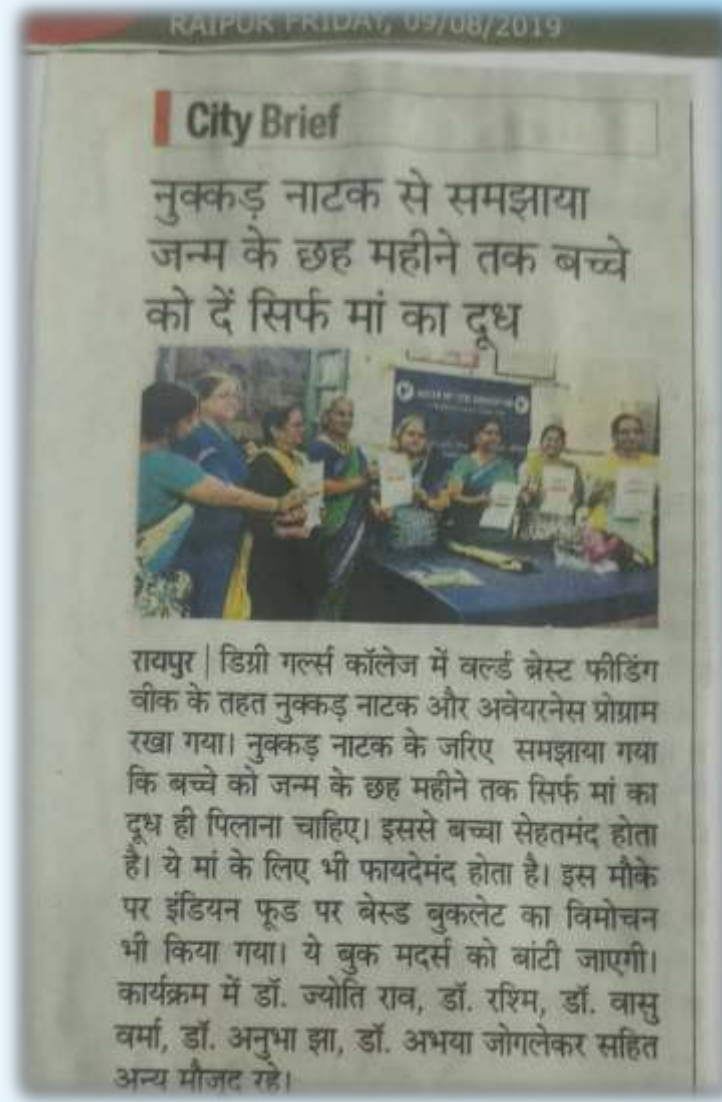 RAIPUR FRIDAY, 09/08/2019
City Brief
नुक्कड़ नाटक से समझाया
जन्म के छह महीने तक बच्चे
को दें सिर्फ मां का दूध
रायपुर | डिग्री गर्ल्स कॉलेज में वर्ल्ड ब्रेस्ट फीडिंग
वीक के तहत नुक्कड़ नाटक और अवेयरनेस प्रोग्राम
रखा गया। नुक्कड़ नाटक के जरिए समझाया गया
कि बच्चे को जन्म के छह महीने तक सिर्फ मां का
दूध ही पिलाना चाहिए। इससे बच्चा सेहतमंद होता
है। ये मां के लिए भी फायदेमंद होता है। इस मौके
पर इंडियन फूड पर बेस्ड बुकलेट का विमोचन
भी किया गया। ये बुक मदर्स को बांटी जाएगी।
कार्यक्रम में डॉ. ज्योति राव, डॉ. रश्मि, डॉ. वासु
वर्मा, डॉ. अनुभा झा, डॉ. अभया जोगलेकर सहित
अन्य मौजूद रहे।